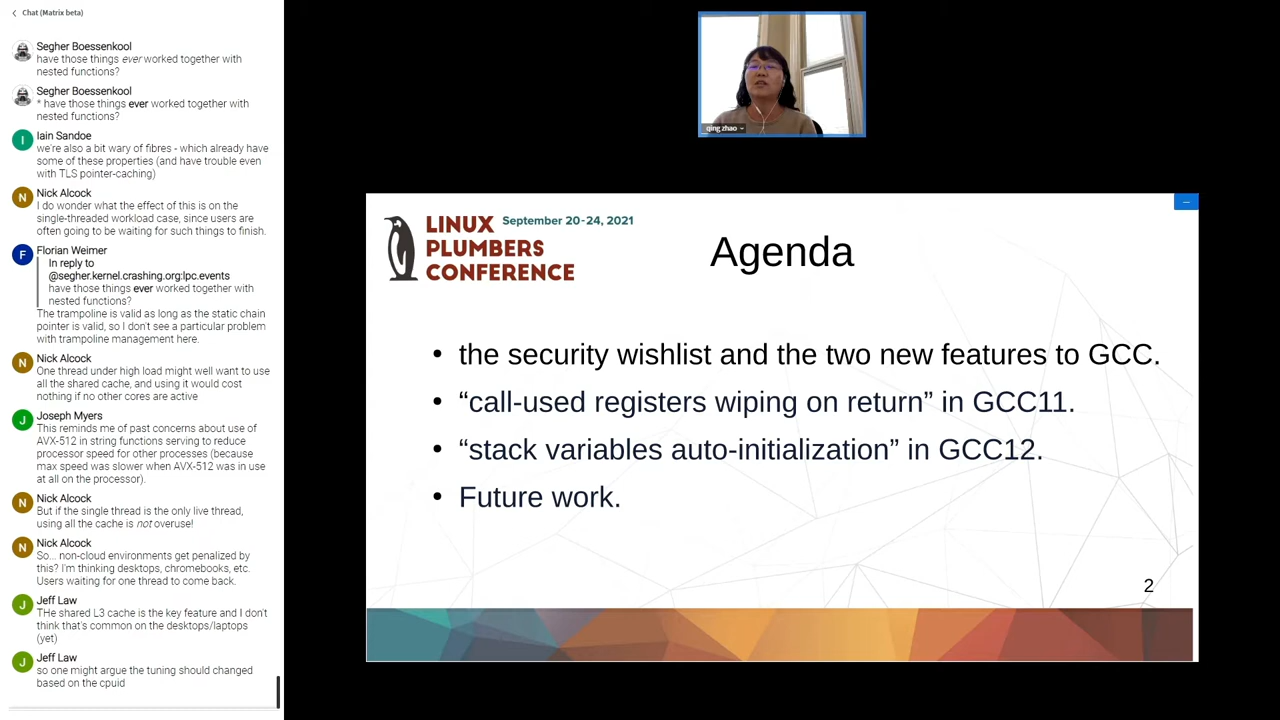 Chat (Matrix beta)
Segher Boessenkool
have those things ever worked together with
nested functions?
Segher Boessenkool
* have those things ever worked together with
nested functions?
I
Iain Sandoe
we're also a bit wary of fibres - which already have
some of these properties (and have trouble even
with TLS pointer-caching)
N
Nick Alcock
I do wonder what the effect of this is on the
single-threaded workload case, since users are
often going to be waiting for such things to finish.
F
Florian Weimer
In reply to
@segher.kernel.crashing.org:lpc.events
have those things ever worked together with
nested functions?
The trampoline is valid as long as the static chain
pointer is valid, so I don't see a particular problem
with trampoline management here.
N
Nick Alcock
One thread under high load might well want to use
all the shared cache, and using it would cost
nothing if no other cores are active
J
Joseph Myers
This reminds me of past concerns about use of
AVX-512 in string functions serving to reduce
processor speed for other processes (because
max speed was slower when AVX-512 was in use
at all on the processor).
N
Nick Alcock
But if the single thread is the only live thread,
using all the cache is not overuse!
N
Nick Alcock
So... non-cloud environments get penalized by
this? I'm thinking desktops, chromebooks, etc.
Users waiting for one thread to come back.
J
Jeff Law
THe shared L3 cache is the key feature and I don't
think that's common on the desktops/laptops
(yet)
J
Jeff Law
so one might argue the tuning should changed
based on the cpuid
qing zhao
LINUX
PLUMBERS
CONFERENCE
September 20-24, 2021
Agenda
• the security wishlist and the two new features to GCC.
• “call-used registers wiping on return” in GCC11.
• “stack variables auto-initialization” in GCC12.
• Future work.
2